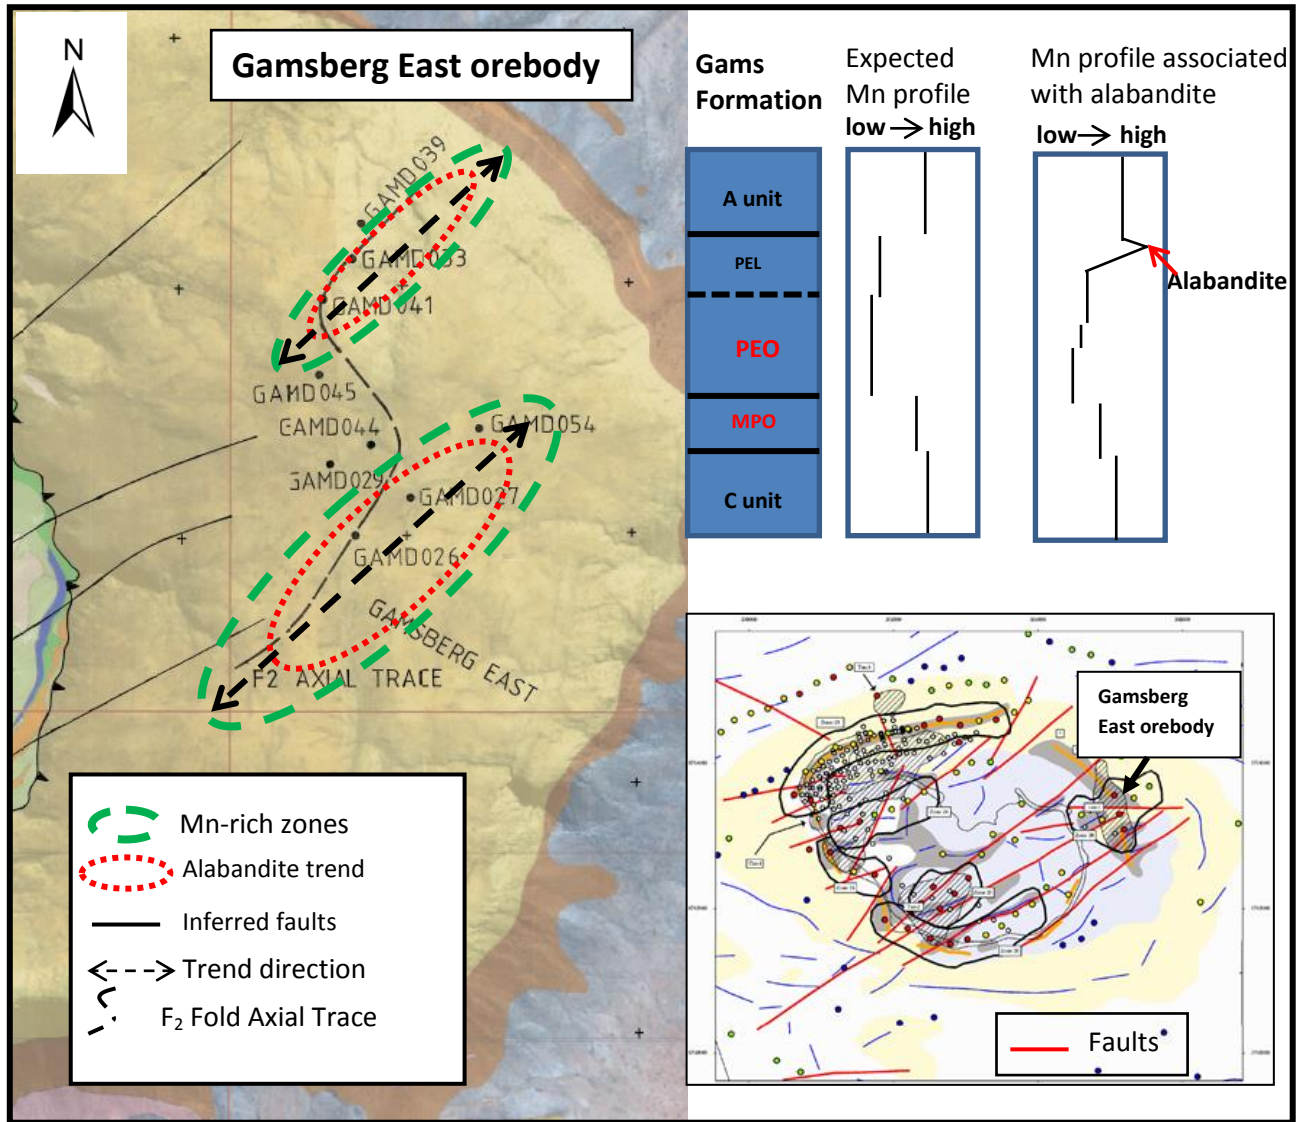 N
Gamsberg East orebody
GAMD039
GAMD033
GAMD041
GAMD045
GAMD044
GAMD029
GAMD054
GAMD027
GAMD026
GAMSBERG EAST
F2 AXIAL TRACE
Mn-rich zones
Alabandite trend
Inferred faults
Trend direction
F2 Fold Axial Trace
Gams
Formation
Expected
Mn profile
low → high
Mn profile associated
with alabandite
low → high
A unit
PEL
PEO
MPO
C unit
Alabandite
Gamsberg
East orebody
Faults